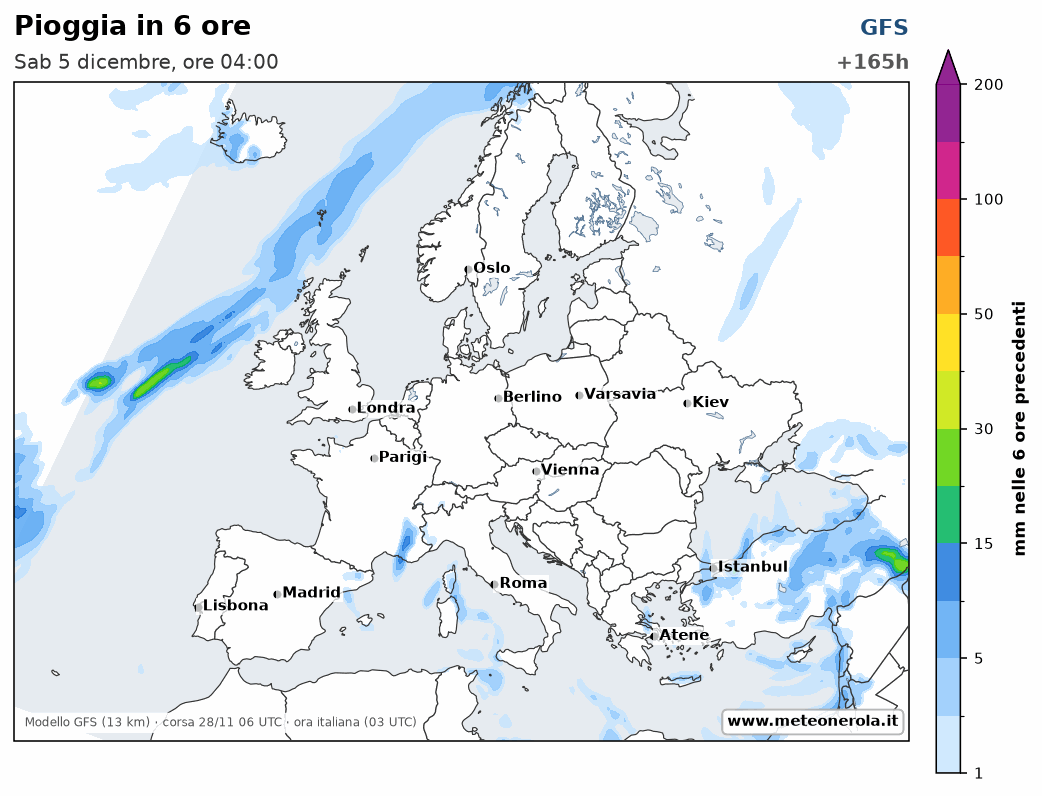 Pioggia in 6 ore
GFS
Sab 5 dicembre, ore 04:00
+165h
200
100
50
30
15
5
1
mm nelle 6 ore precedenti
Oslo
Londra
Berlino
Varsavia
Kiev
Parigi
Vienna
Istanbul
Roma
Madrid
Lisbona
Atene
Modello GFS (13 km) · corsa 28/11 06 UTC · ora italiana (03 UTC)
www.meteonerola.it